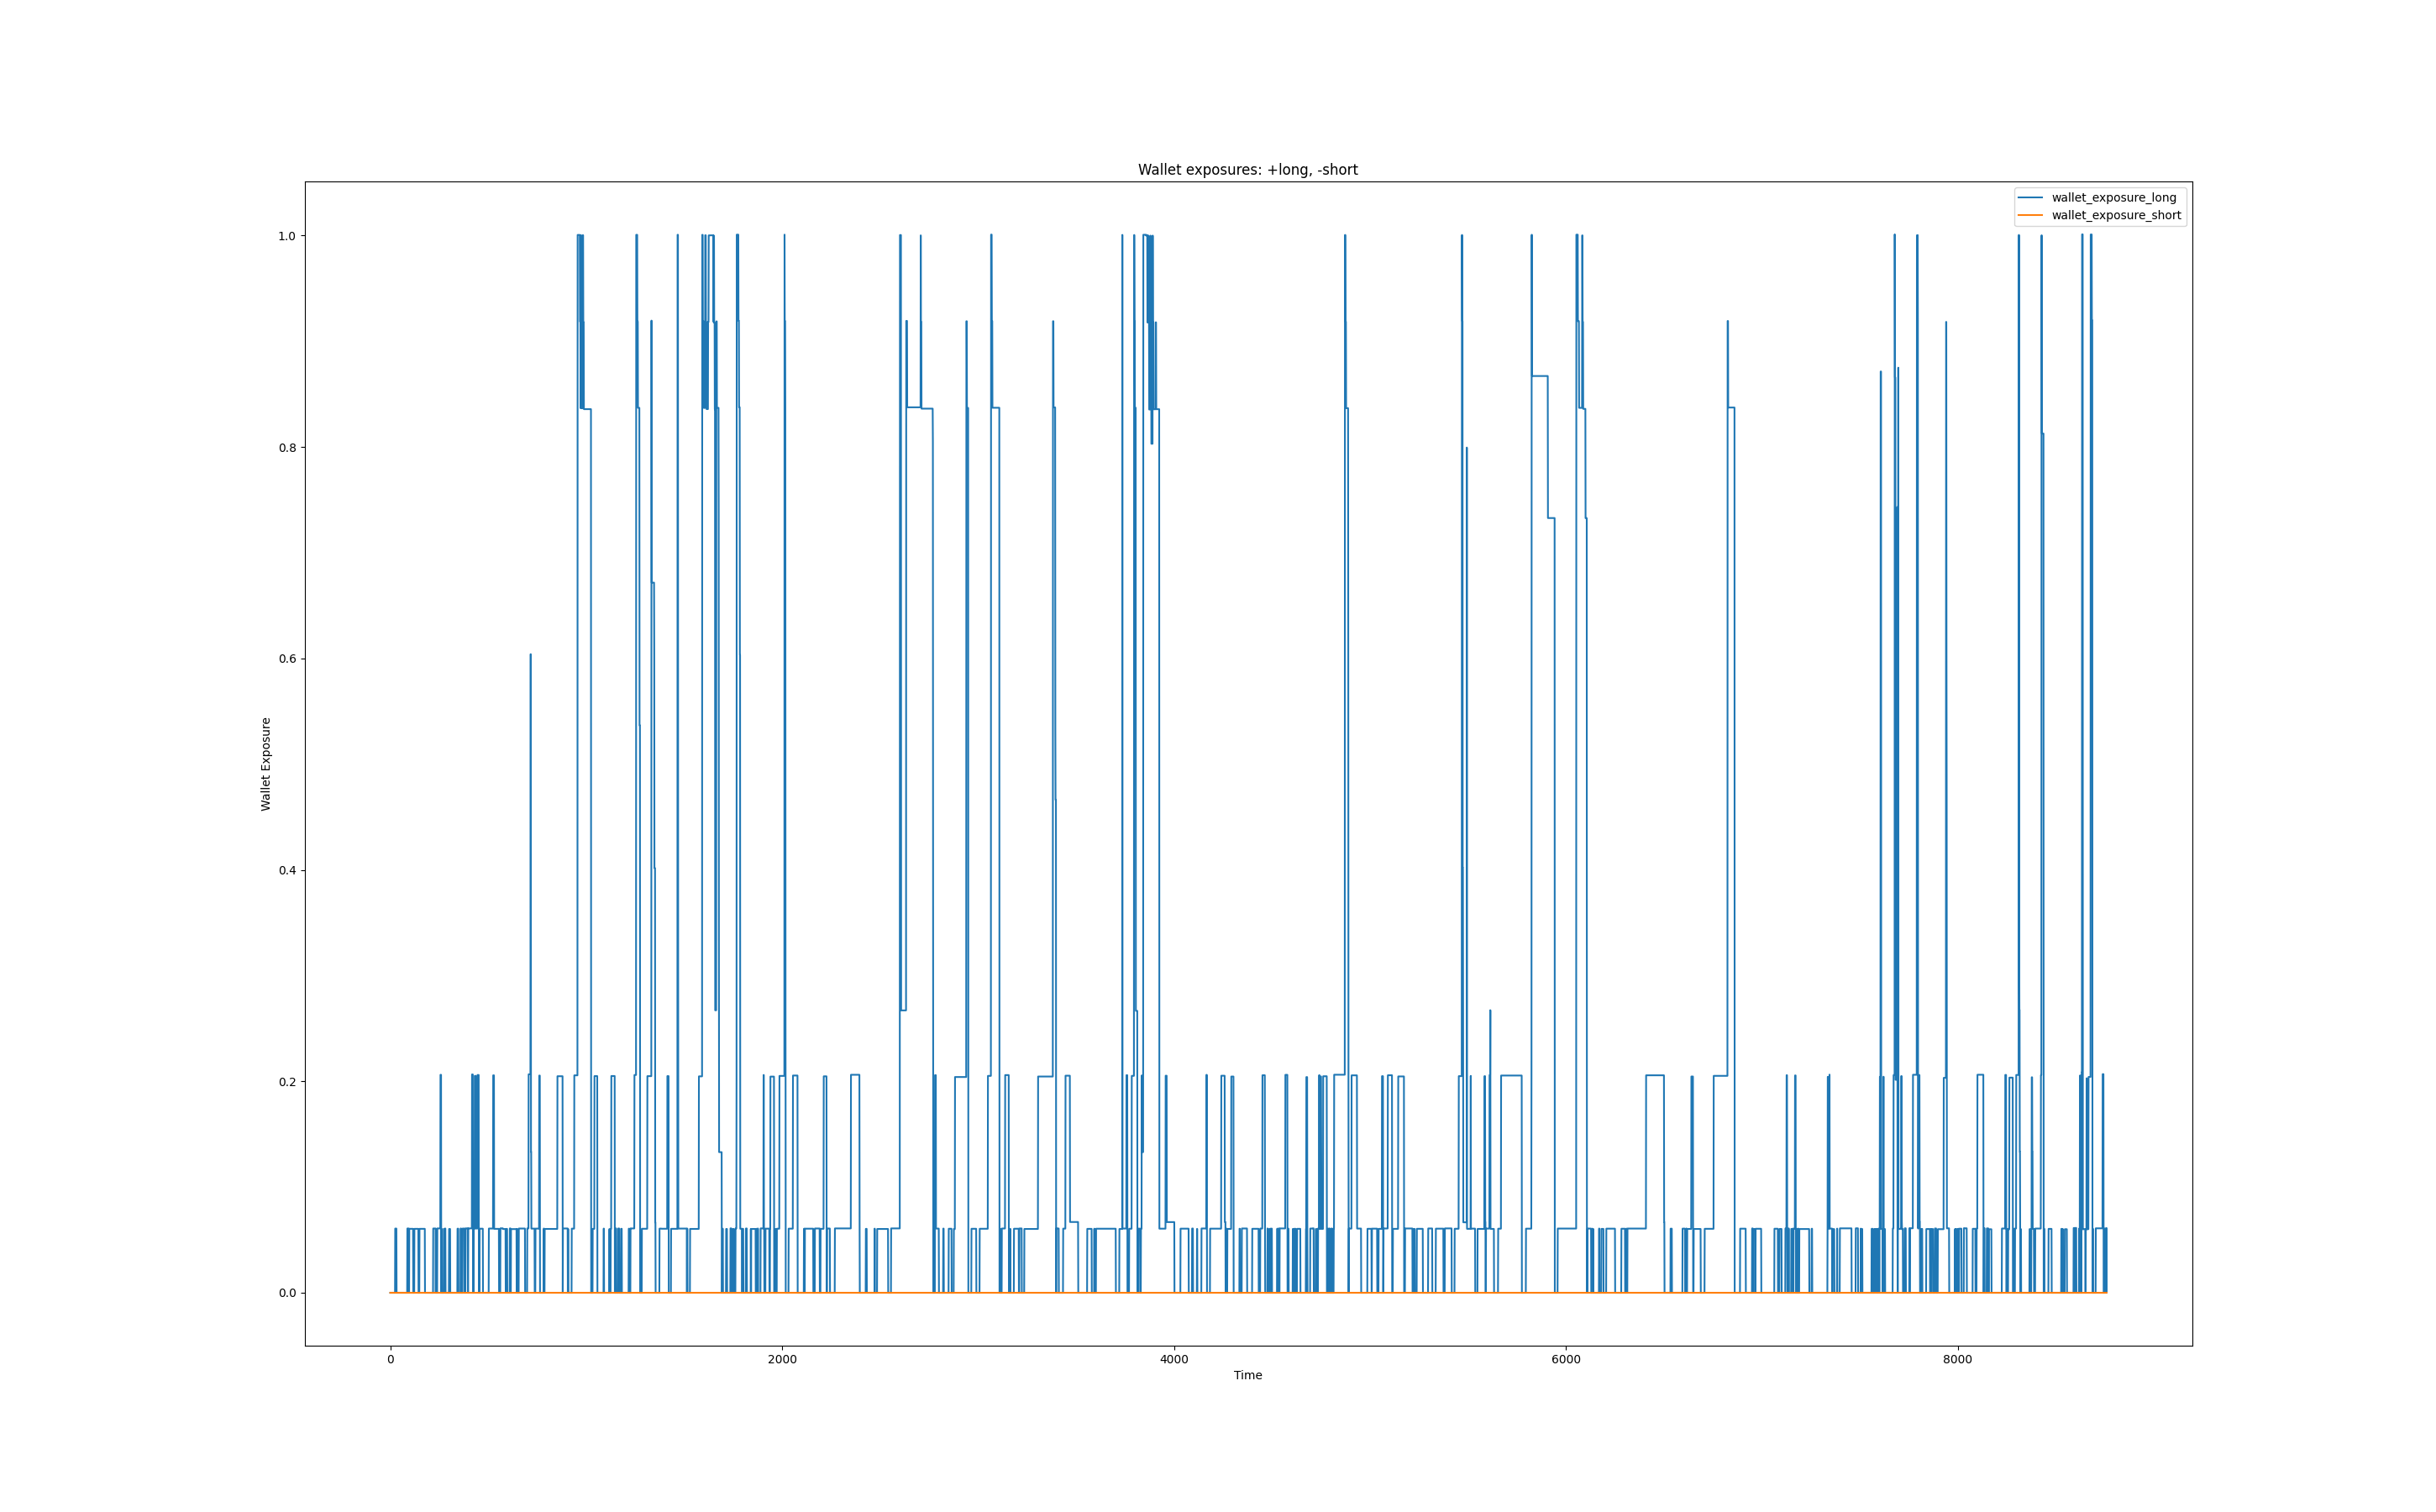 Wallet exposures: +long, -short
wallet_exposure_long
wallet_exposure_short
1.0
0.8
0.6
0.4
0.2
0.0
Wallet Exposure
0 2000 4000 6000 8000
Time